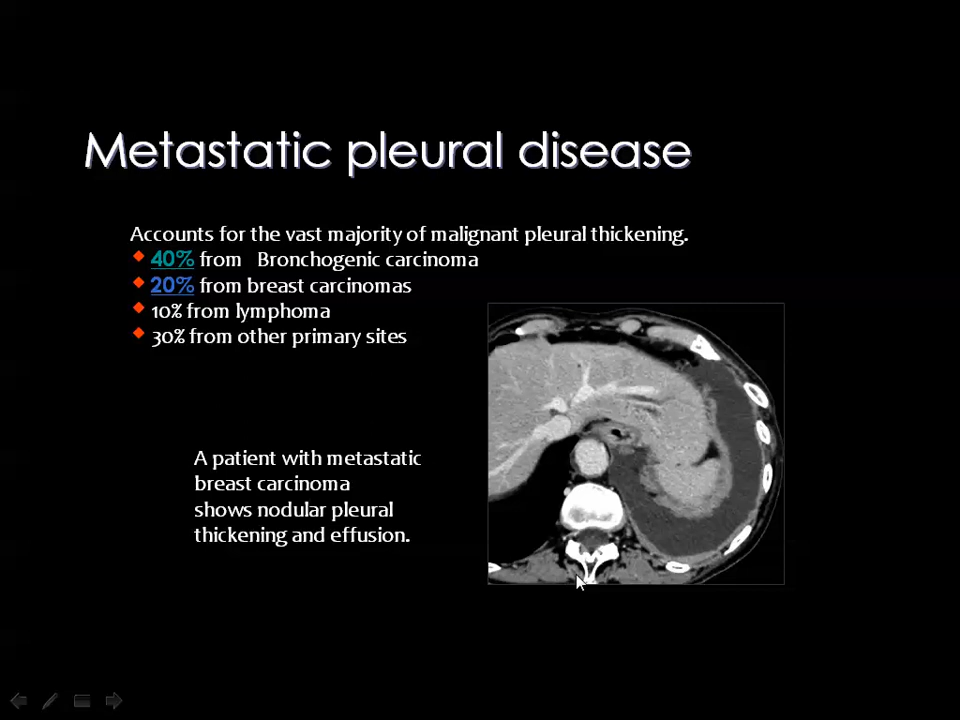 Metastatic pleural disease
Accounts for the vast majority of malignant pleural thickening.
40% from Bronchogenic carcinoma
20% from breast carcinomas
10% from lymphoma
30% from other primary sites
A patient with metastatic
breast carcinoma
shows nodular pleural
thickening and effusion.